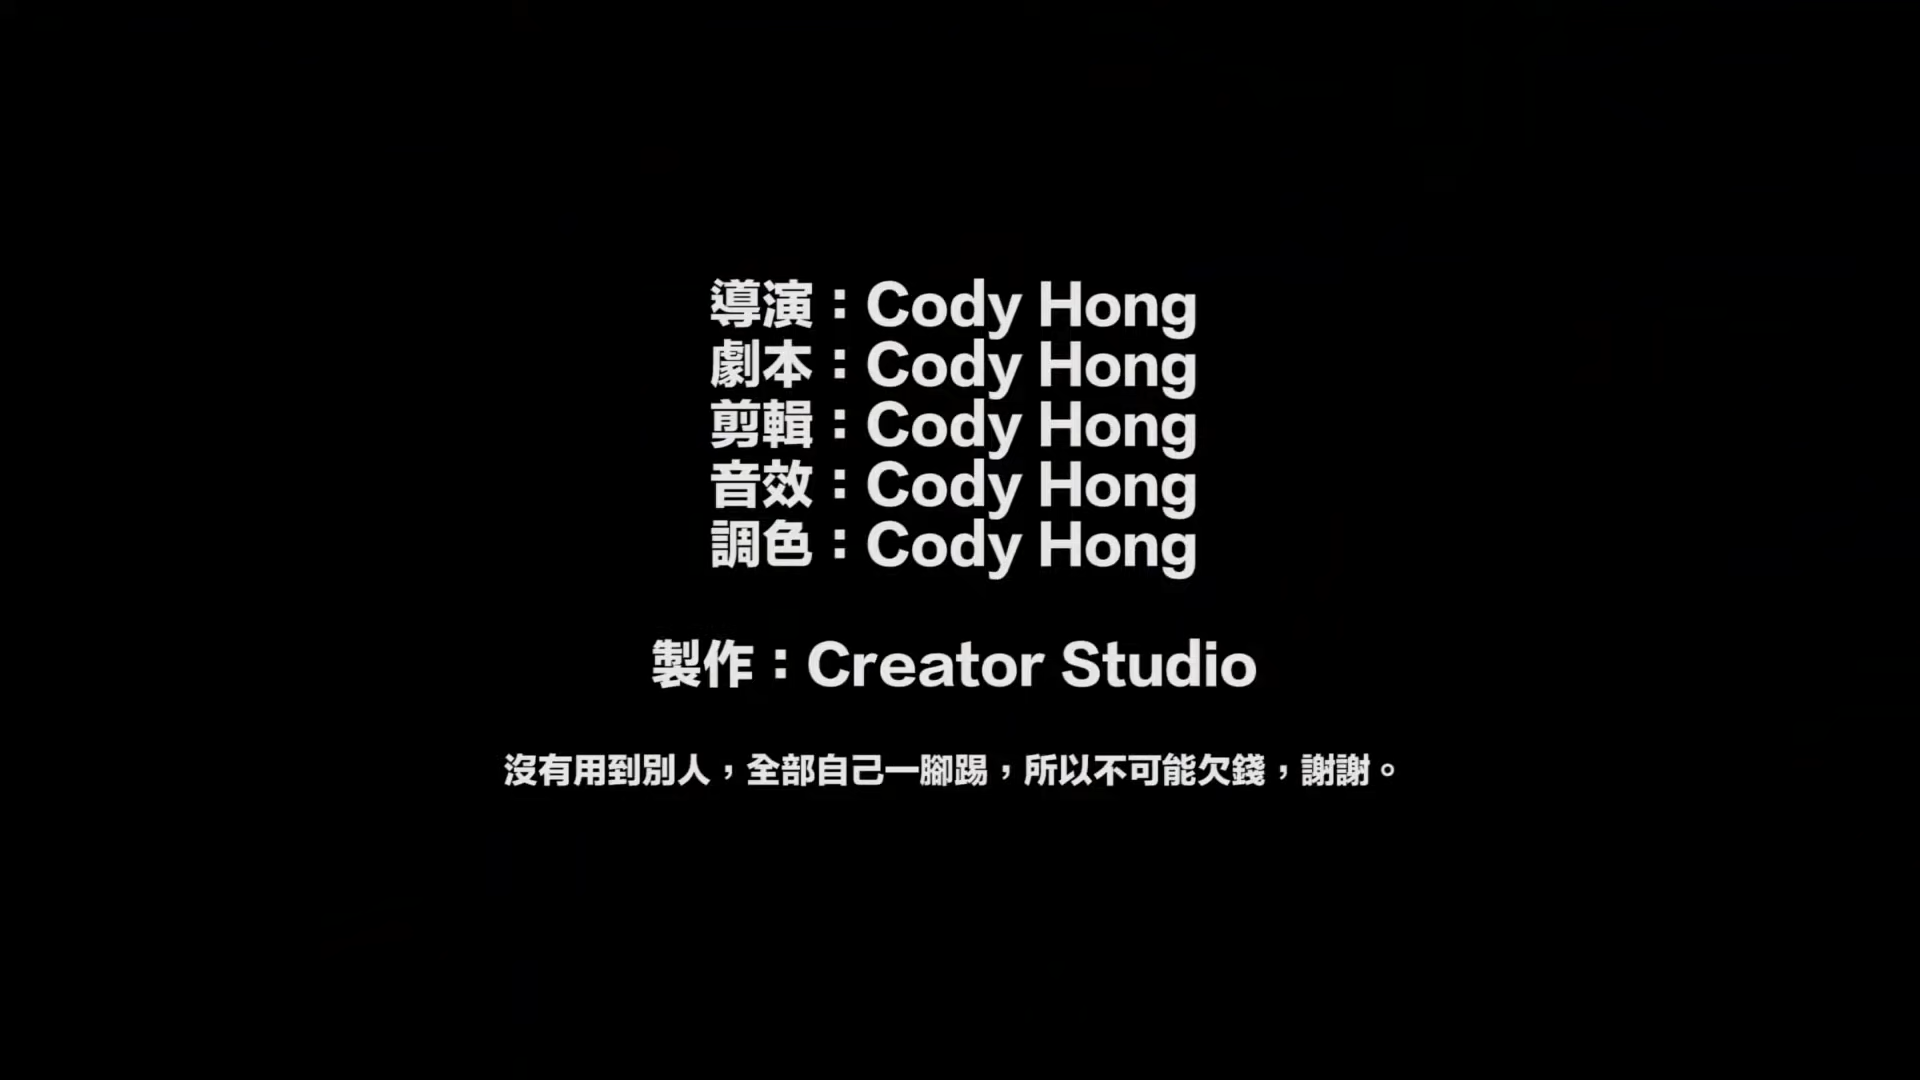 導演：Cody Hong
劇本：Cody Hong
剪輯：Cody Hong
音效：Cody Hong
調色：Cody Hong
製作：Creator Studio
沒有用到別人，全部自己一腳踢，所以不可能欠錢，謝謝。